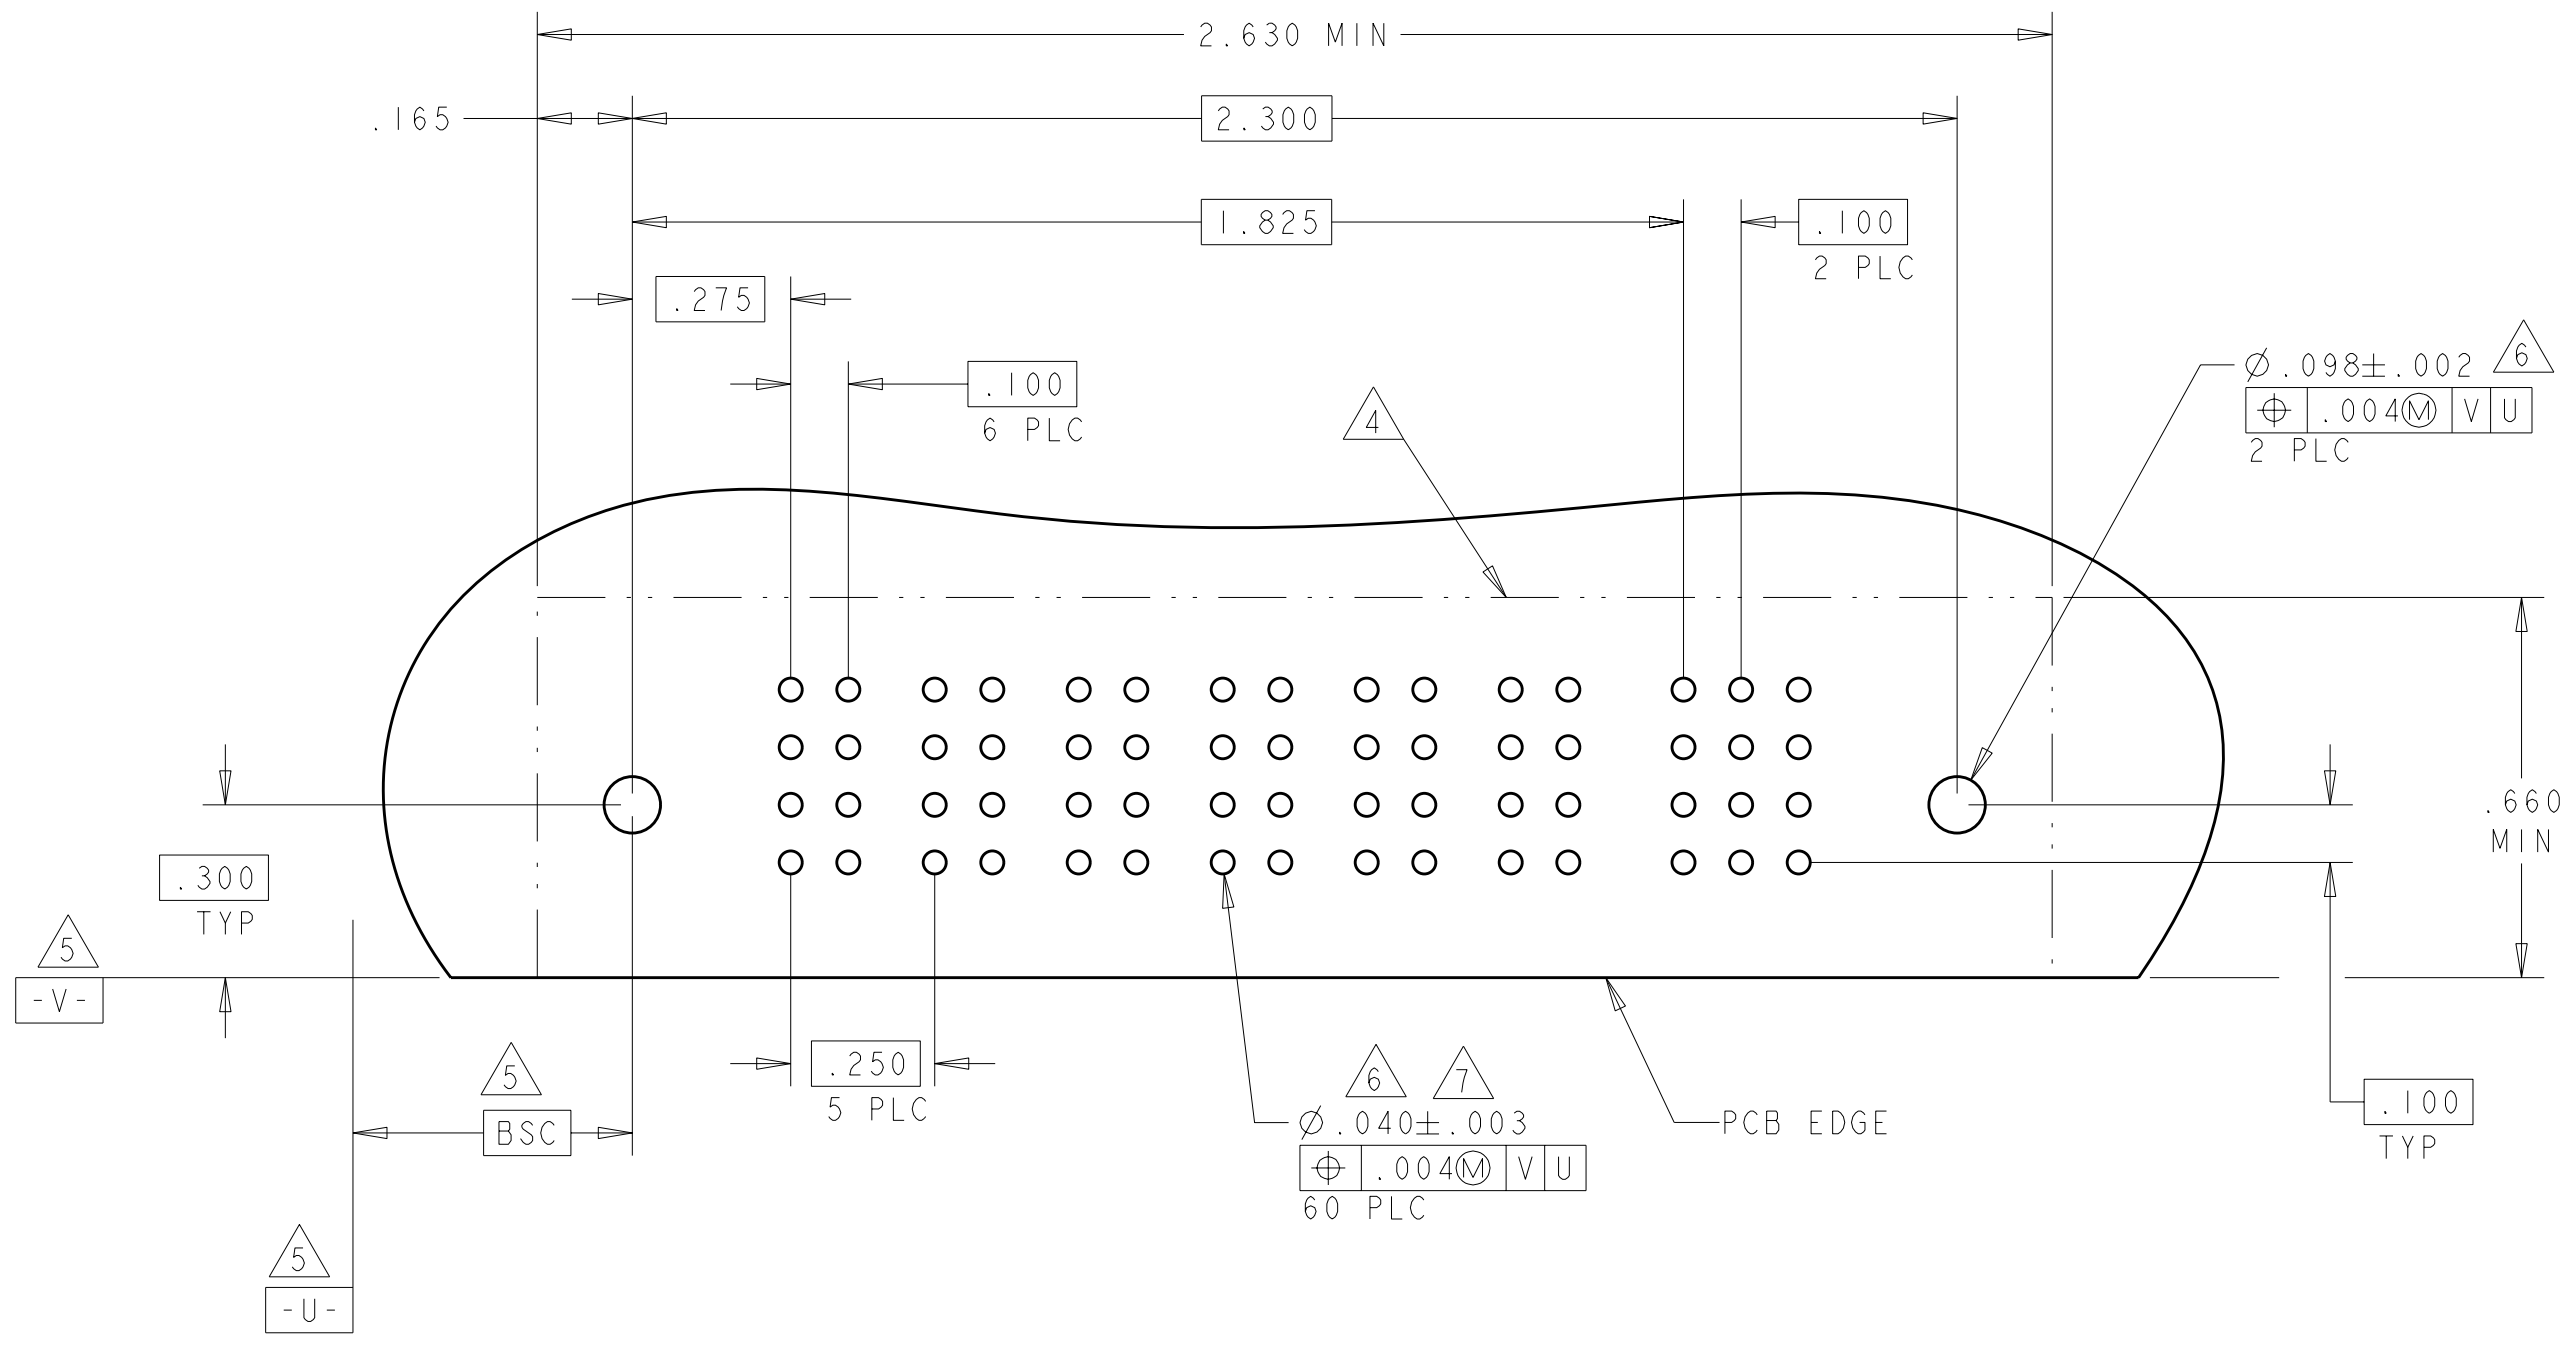 2.630 MIN
.165
2.300
1.825
.100
2 PLC
.275
.100
6 PLC
4
6
Ø.098±.002
⌖ .004Ⓜ V U
2 PLC
.660
MIN
.300
TYP
5
-V-
5
BSC
5
-U-
.250
5 PLC
6 7
Ø.040±.003
⌖ .004Ⓜ V U
60 PLC
PCB EDGE
.100
TYP